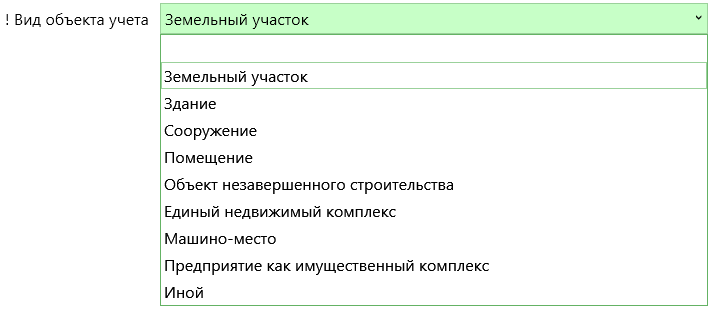 ! Вид объекта учета Земельный участок
Земельный участок
Здание
Сооружение
Помещение
Объект незавершенного строительства
Единый недвижимый комплекс
Машино-место
Предприятие как имущественный комплекс
Иной